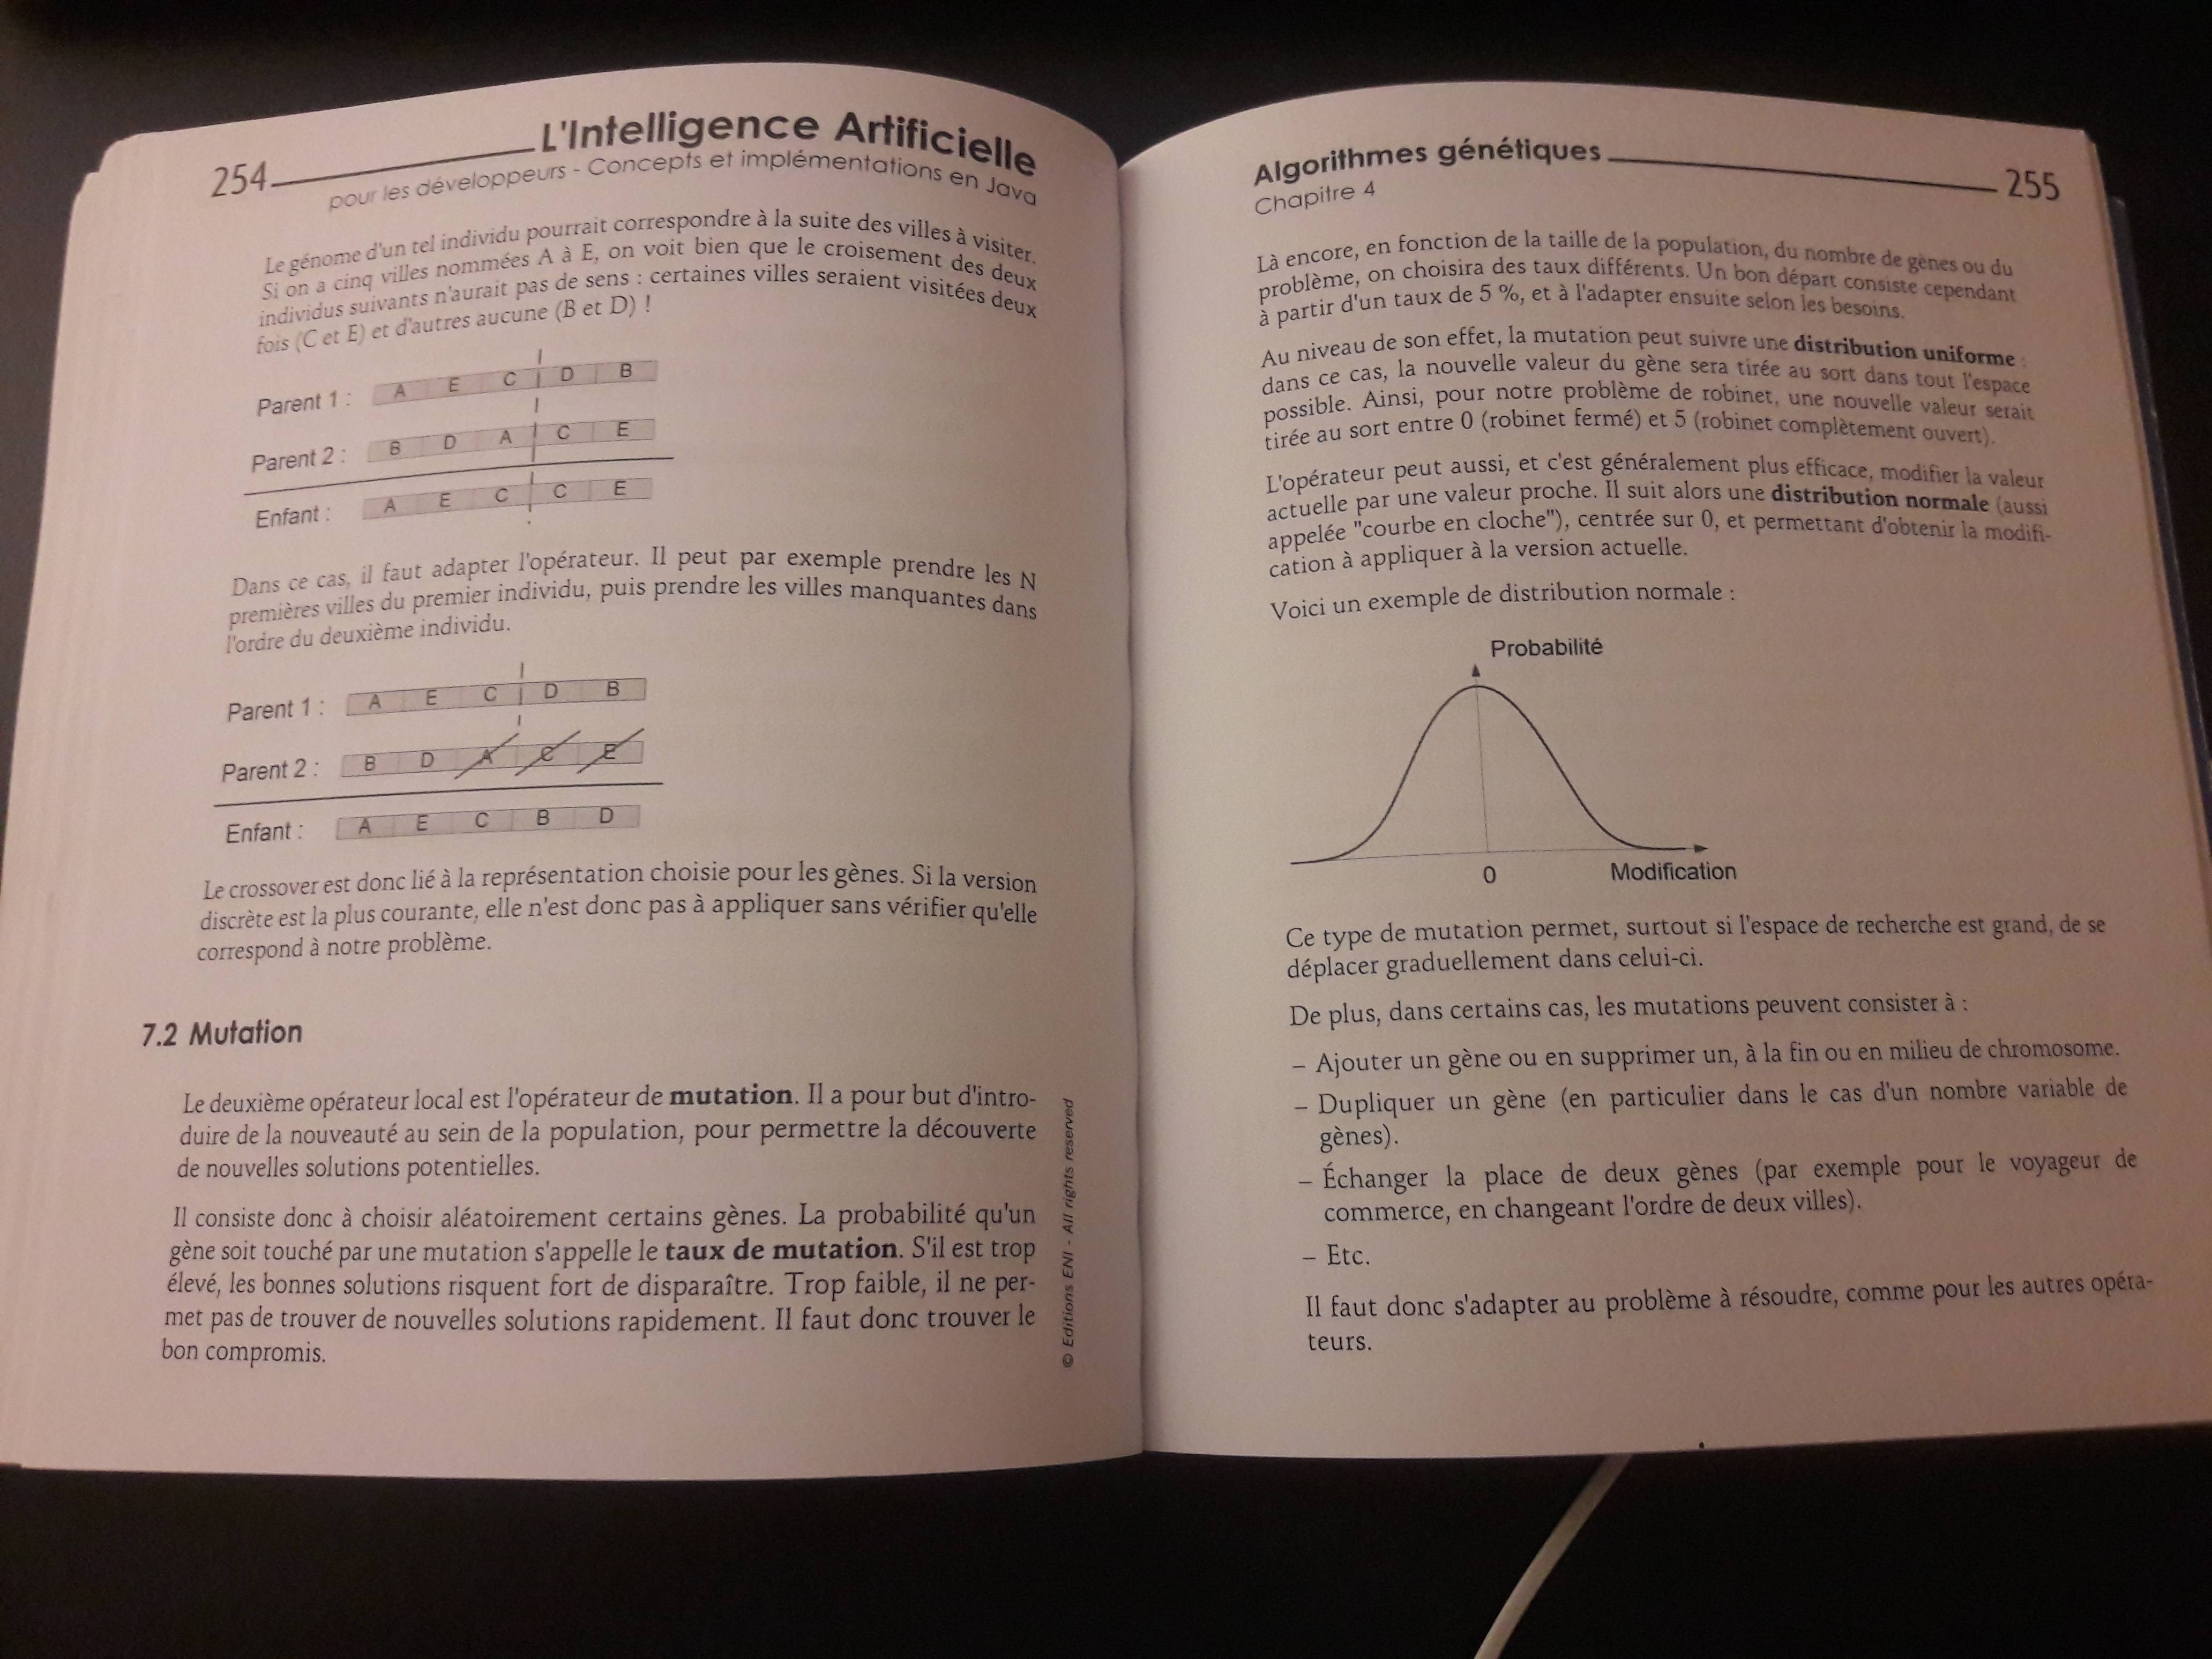 254
L'Intelligence Artificielle
pour les développeurs - Concepts et implémentations en Java
Le génome d'un tel individu pourrait correspondre à la suite des villes à visiter.
Si on a cinq villes nommées A à E, on voit bien que le croisement des deux
individus suivants n'aurait pas de sens : certaines villes seraient visitées deux
fois (C et E) et d'autres aucune (B et D) !
Parent 1 : A E C D B
Parent 2 : B D A C E
Enfant : A E C C E
Dans ce cas, il faut adapter l'opérateur. Il peut par exemple prendre les N
premières villes du premier individu, puis prendre les villes manquantes dans
l'ordre du deuxième individu.
Parent 1 : A E C D B
Parent 2 : B D A C E
Enfant : A E C B D
Le crossover est donc lié à la représentation choisie pour les gènes. Si la version
discrète est la plus courante, elle n'est donc pas à appliquer sans vérifier qu'elle
correspond à notre problème.
7.2 Mutation
Le deuxième opérateur local est l'opérateur de mutation. Il a pour but d'intro-
duire de la nouveauté au sein de la population, pour permettre la découverte
de nouvelles solutions potentielles.
Il consiste donc à choisir aléatoirement certains gènes. La probabilité qu'un
gène soit touché par une mutation s'appelle le taux de mutation. S'il est trop
élevé, les bonnes solutions risquent fort de disparaître. Trop faible, il ne per-
met pas de trouver de nouvelles solutions rapidement. Il faut donc trouver le
bon compromis.
© Editions ENI - All rights reserved
Algorithmes génétiques
255
Chapitre 4
Là encore, en fonction de la taille de la population, du nombre de gènes ou du
problème, on choisira des taux différents. Un bon départ consiste cependant
à partir d'un taux de 5 %, et à l'adapter ensuite selon les besoins.
Au niveau de son effet, la mutation peut suivre une distribution uniforme :
dans ce cas, la nouvelle valeur du gène sera tirée au sort dans tout l'espace
possible. Ainsi, pour notre problème de robinet, une nouvelle valeur serait
tirée au sort entre 0 (robinet fermé) et 5 (robinet complètement ouvert).
L'opérateur peut aussi, et c'est généralement plus efficace, modifier la valeur
actuelle par une valeur proche. Il suit alors une distribution normale (aussi
appelée "courbe en cloche"), centrée sur 0, et permettant d'obtenir la modifi-
cation à appliquer à la version actuelle.
Voici un exemple de distribution normale :
Probabilité
0
Modification
Ce type de mutation permet, surtout si l'espace de recherche est grand, de se
déplacer graduellement dans celui-ci.
De plus, dans certains cas, les mutations peuvent consister à :
– Ajouter un gène ou en supprimer un, à la fin ou en milieu de chromosome.
– Dupliquer un gène (en particulier dans le cas d'un nombre variable de
gènes).
– Échanger la place de deux gènes (par exemple pour le voyageur de
commerce, en changeant l'ordre de deux villes).
– Etc.
Il faut donc s'adapter au problème à résoudre, comme pour les autres opéra-
teurs.